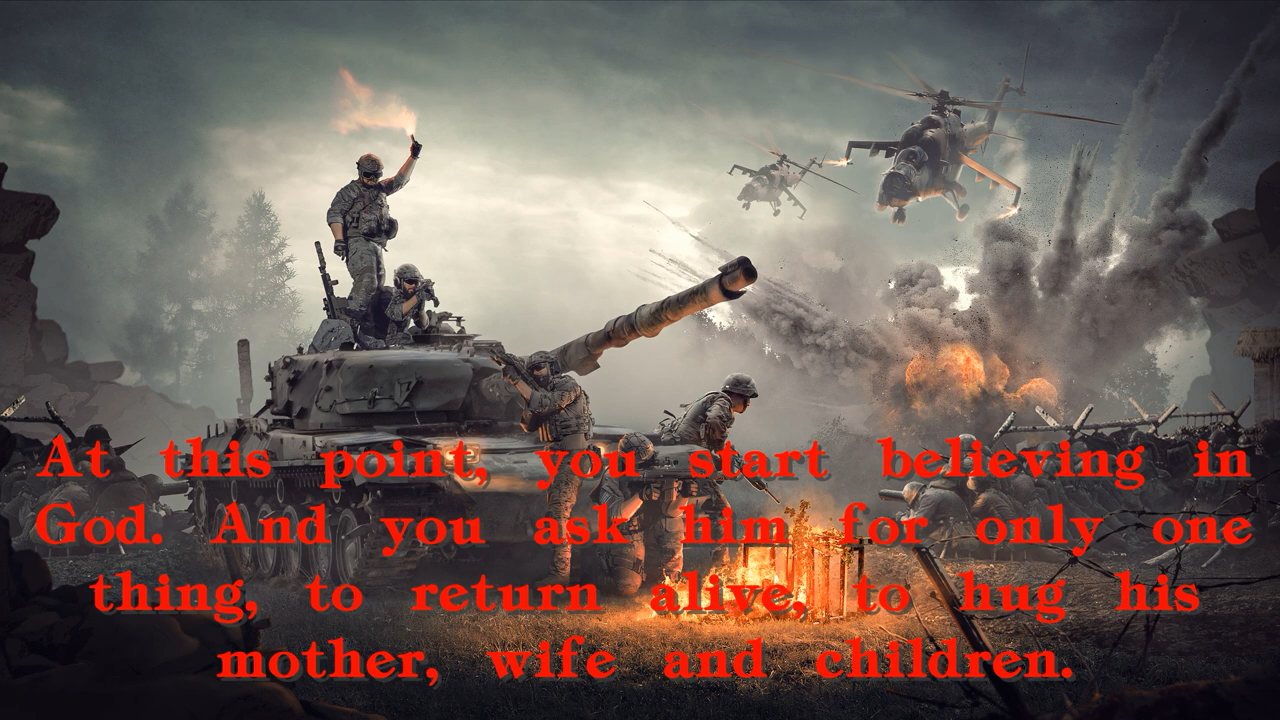 At this point, you start believing in
God. And you ask him for only one
thing, to return alive, to hug his
mother, wife and children.